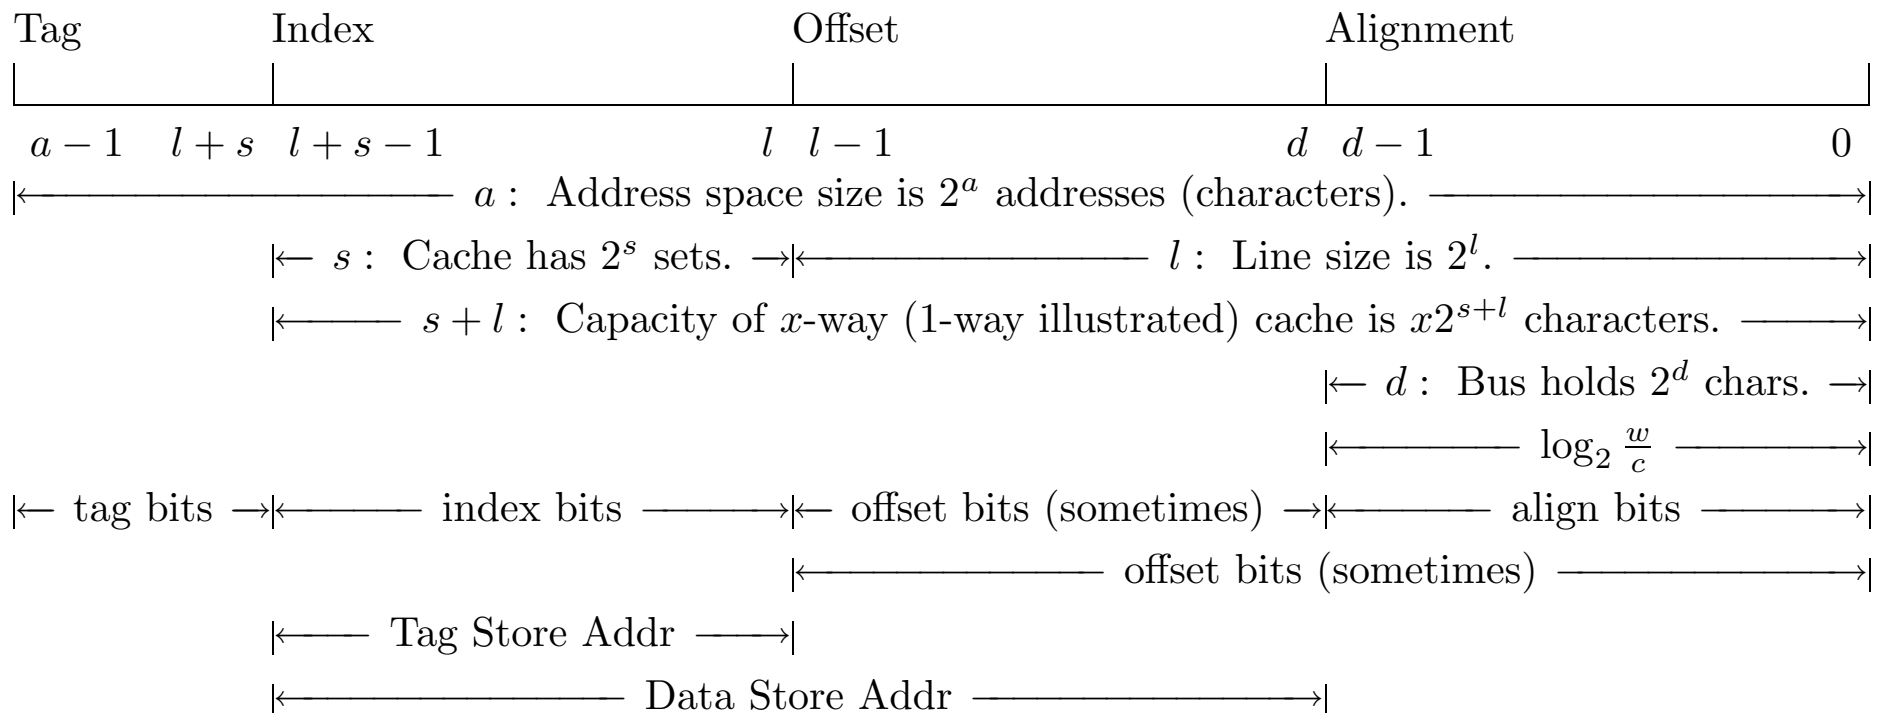 Tag Index Offset Alignment
a − 1 l + s l + s − 1 l l − 1 d d − 1 0
a : Address space size is 2^a addresses (characters).
s : Cache has 2^s sets. l : Line size is 2^l.
s + l : Capacity of x-way (1-way illustrated) cache is x2^{s+l} characters.
d : Bus holds 2^d chars.
log_2 w/c
tag bits index bits offset bits (sometimes) align bits
offset bits (sometimes)
Tag Store Addr
Data Store Addr